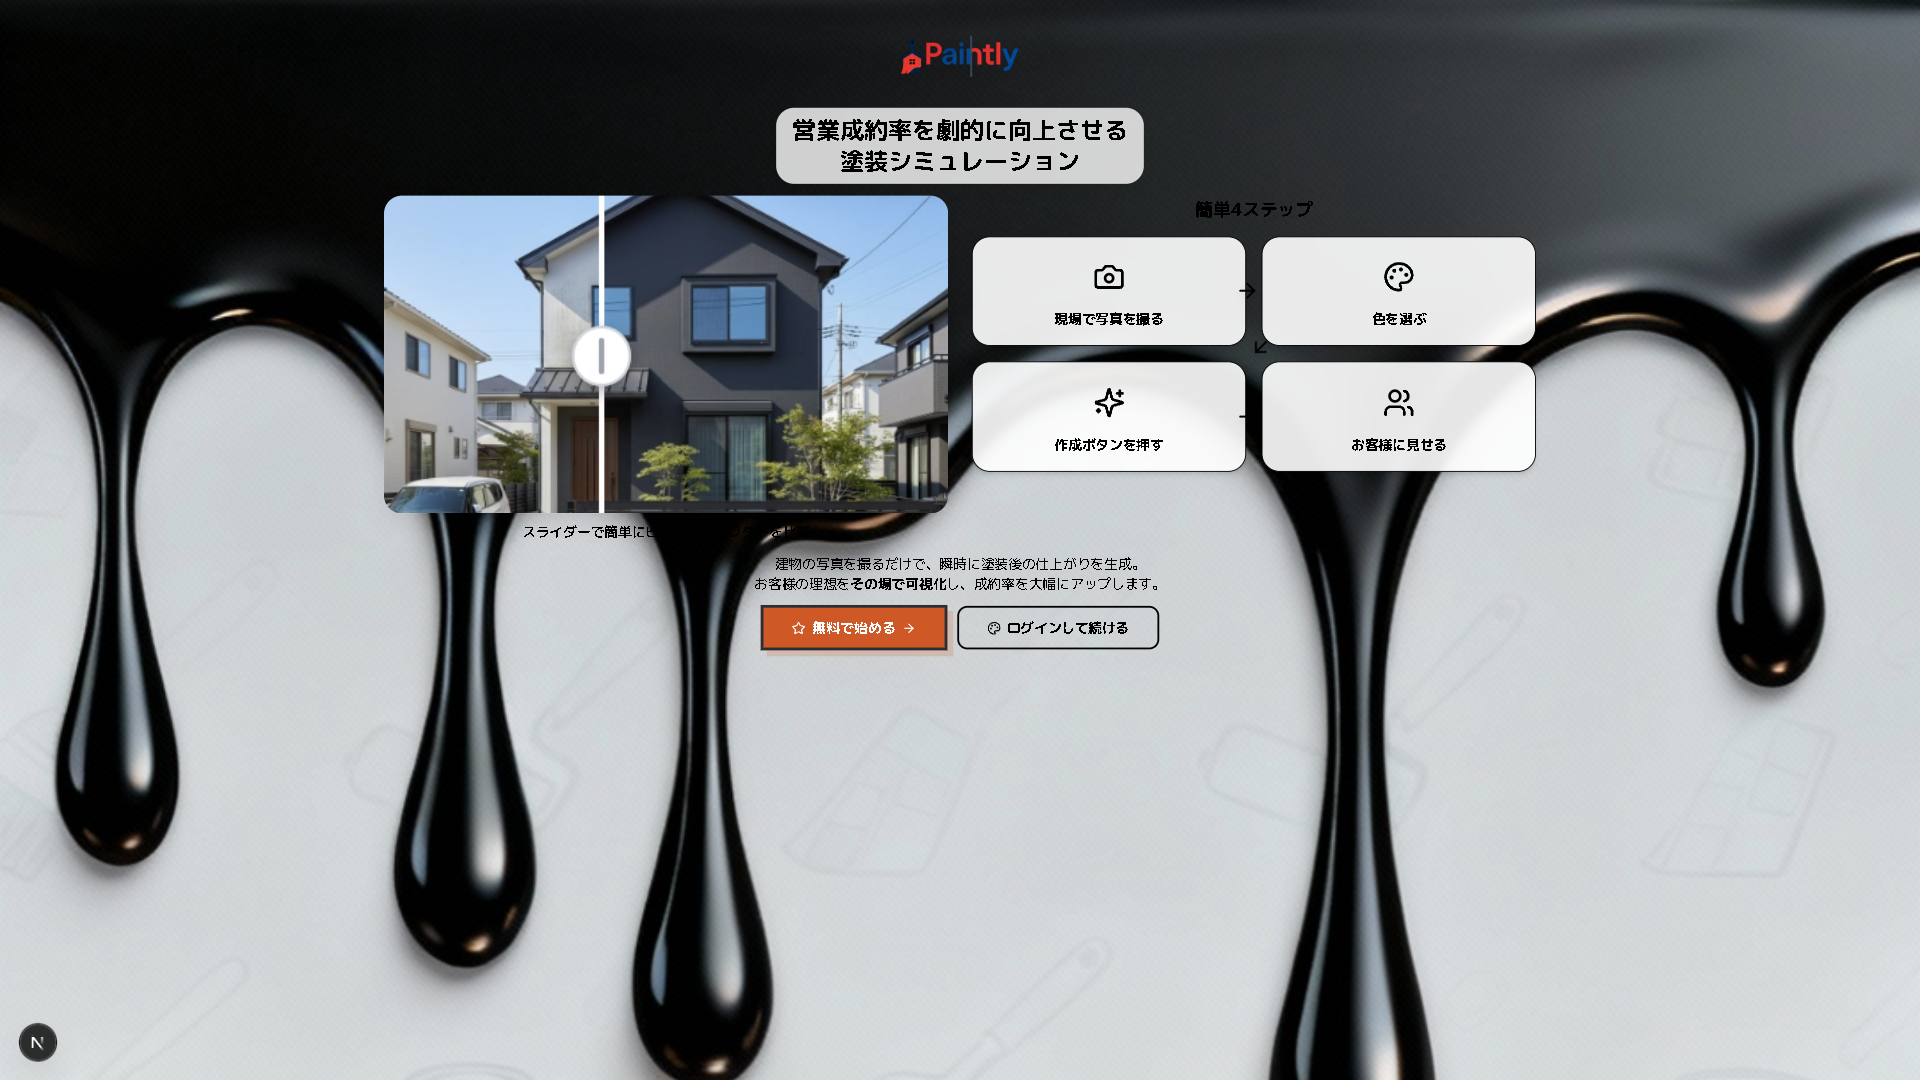 Paintly
営業成約率を劇的に向上させる
塗装シミュレーション
簡単4ステップ
現場で写真を撮る
色を選ぶ
作成ボタンを押す
お客様に見せる
スライダーで簡単にビ
建物の写真を撮るだけで、瞬時に塗装後の仕上がりを生成。
お客様の理想をその場で可視化し、成約率を大幅にアップします。
無料で始める
ログインして続ける
N